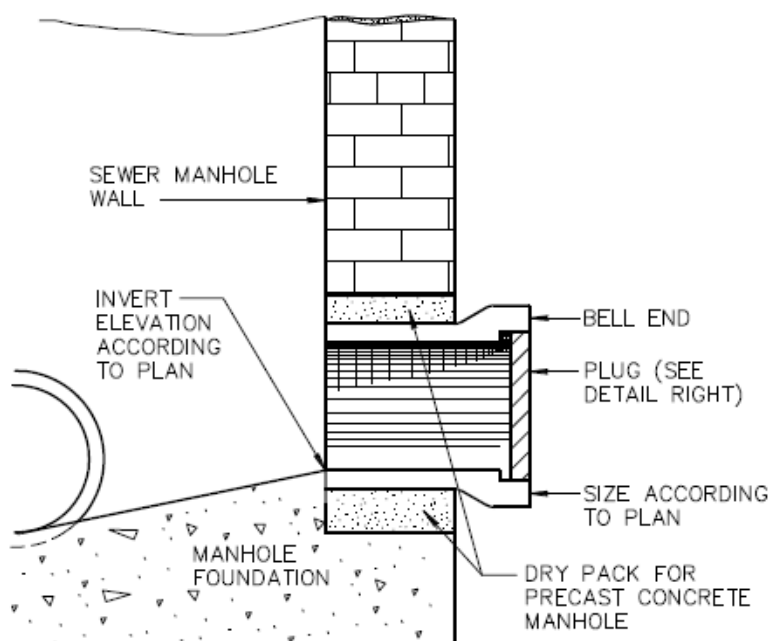 SEWER MANHOLE
WALL
INVERT
ELEVATION
ACCORDING
TO PLAN
BELL END
PLUG (SEE
DETAIL RIGHT)
SIZE ACCORDING
TO PLAN
MANHOLE
FOUNDATION
DRY PACK FOR
PRECAST CONCRETE
MANHOLE